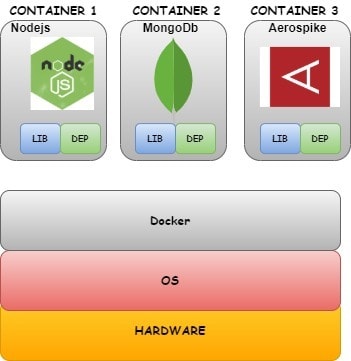 CONTAINER 1 CONTAINER 2 CONTAINER 3
Nodejs MongoDb Aerospike
node
JS
LIB DEP LIB DEP LIB DEP
Docker
OS
HARDWARE